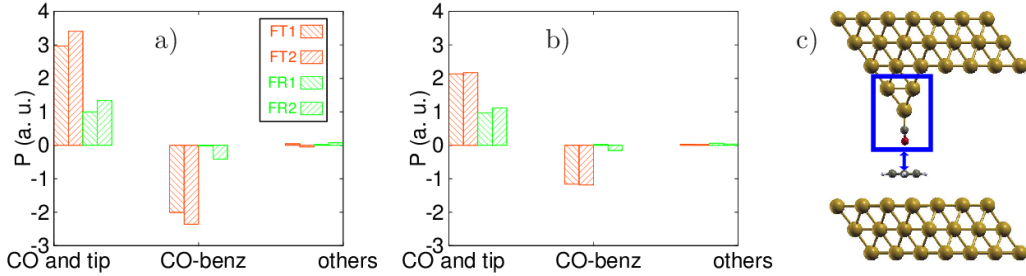 a)
P (a. u.)
4
3
2
1
0
-1
-2
-3
FT1
FT2
FR1
FR2
CO and tip
CO-benz
others
b)
P (a. u.)
4
3
2
1
0
-1
-2
-3
CO and tip
CO-benz
others
c)